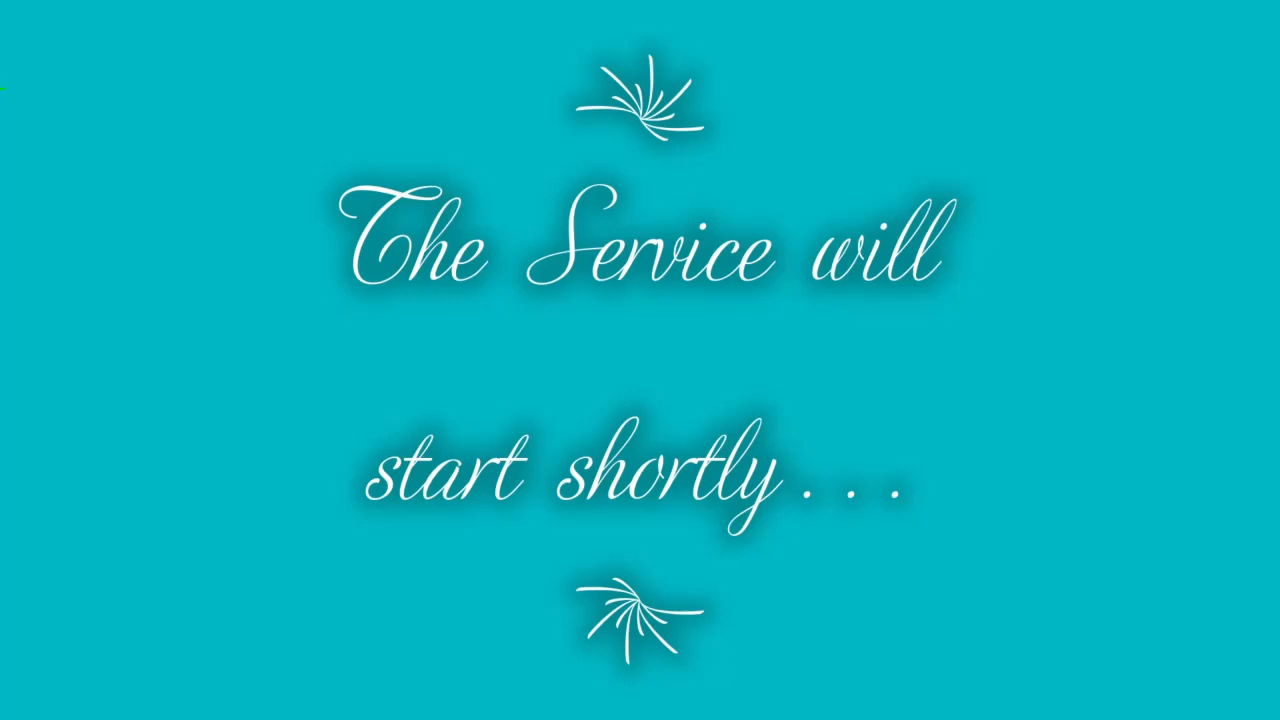 The Service will
start shortly . . .